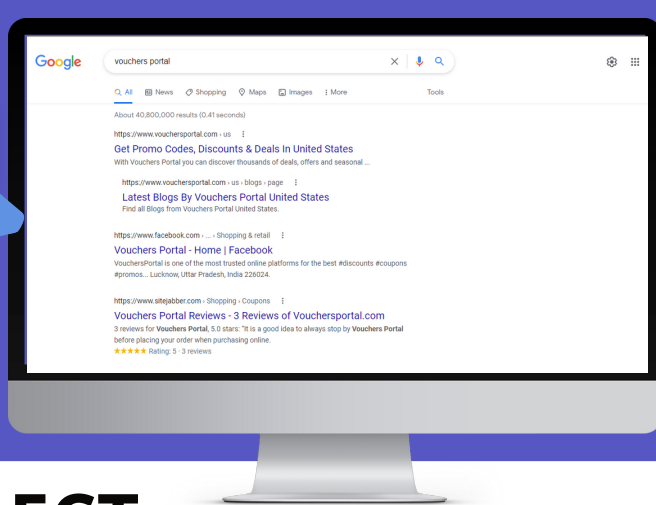 Google
vouchers portal
All News Shopping Maps Images More Tools
About 40,800,000 results (0.41 seconds)
https://www.vouchersportal.com › us
Get Promo Codes, Discounts & Deals In United States
With Vouchers Portal you can discover thousands of deals, offers and seasonal ...
https://www.vouchersportal.com › us › blogs › page
Latest Blogs By Vouchers Portal United States
Find all Blogs from Vouchers Portal United States.
https://www.facebook.com › ... › Shopping & retail
Vouchers Portal - Home | Facebook
VouchersPortal is one of the most trusted online platforms for the best #discounts #coupons
#promos... Lucknow, Uttar Pradesh, India 226024.
https://www.sitejabber.com › Shopping › Coupons
Vouchers Portal Reviews - 3 Reviews of Vouchersportal.com
3 reviews for Vouchers Portal, 5.0 stars: "It is a good idea to always stop by Vouchers Portal
before placing your order when purchasing online.
★★★★★ Rating: 5 · 3 reviews